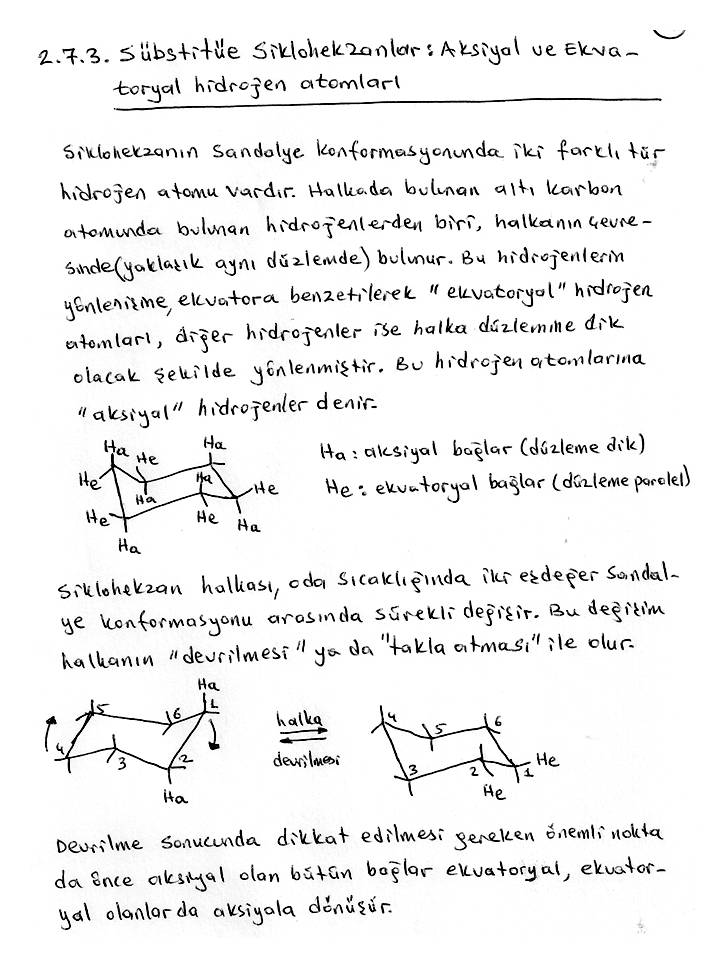 2.7.3. Sübstitüe Siklohekzanlar: Aksiyal ve Ekva-
toryal hidrojen atomları
Siklohekzanın Sandalye konformasyonunda iki farklı tür
hidrojen atomu vardır. Halkada bulunan altı karbon
atomunda bulunan hidrojenlerden biri, halkanın çevre-
sinde (yaklaşık aynı düzlemde) bulunur. Bu hidrojenlerin
yönlenişine, ekvatora benzetilerek "ekvatoryal" hidrojen
atomları, diğer hidrojenler ise halka düzlemine dik
olacak şekilde yönlenmiştir. Bu hidrojen atomlarına
"aksiyal" hidrojenler denir.
Ha He Ha
Ha : aksiyal bağlar (düzleme dik)
He Ha Ha He
He : ekvatoryal bağlar (düzleme paralel)
He He Ha
Ha
Siklohekzan halkası, oda sıcaklığında iki eşdeğer sandal-
ye konformasyonu arasında sürekli değişir. Bu değişim
halkanın "devrilmesi" ya da "takla atması" ile olur.
Ha
5 6 1
halka
4 5 6
4 3 2
devrilmesi
3 2 1 He
Ha
He
Devrilme sonucunda dikkat edilmesi gereken önemli nokta
da önce aksiyal olan bütün bağlar ekvatoryal, ekvator-
yal olanlar da aksiyala dönüşür.